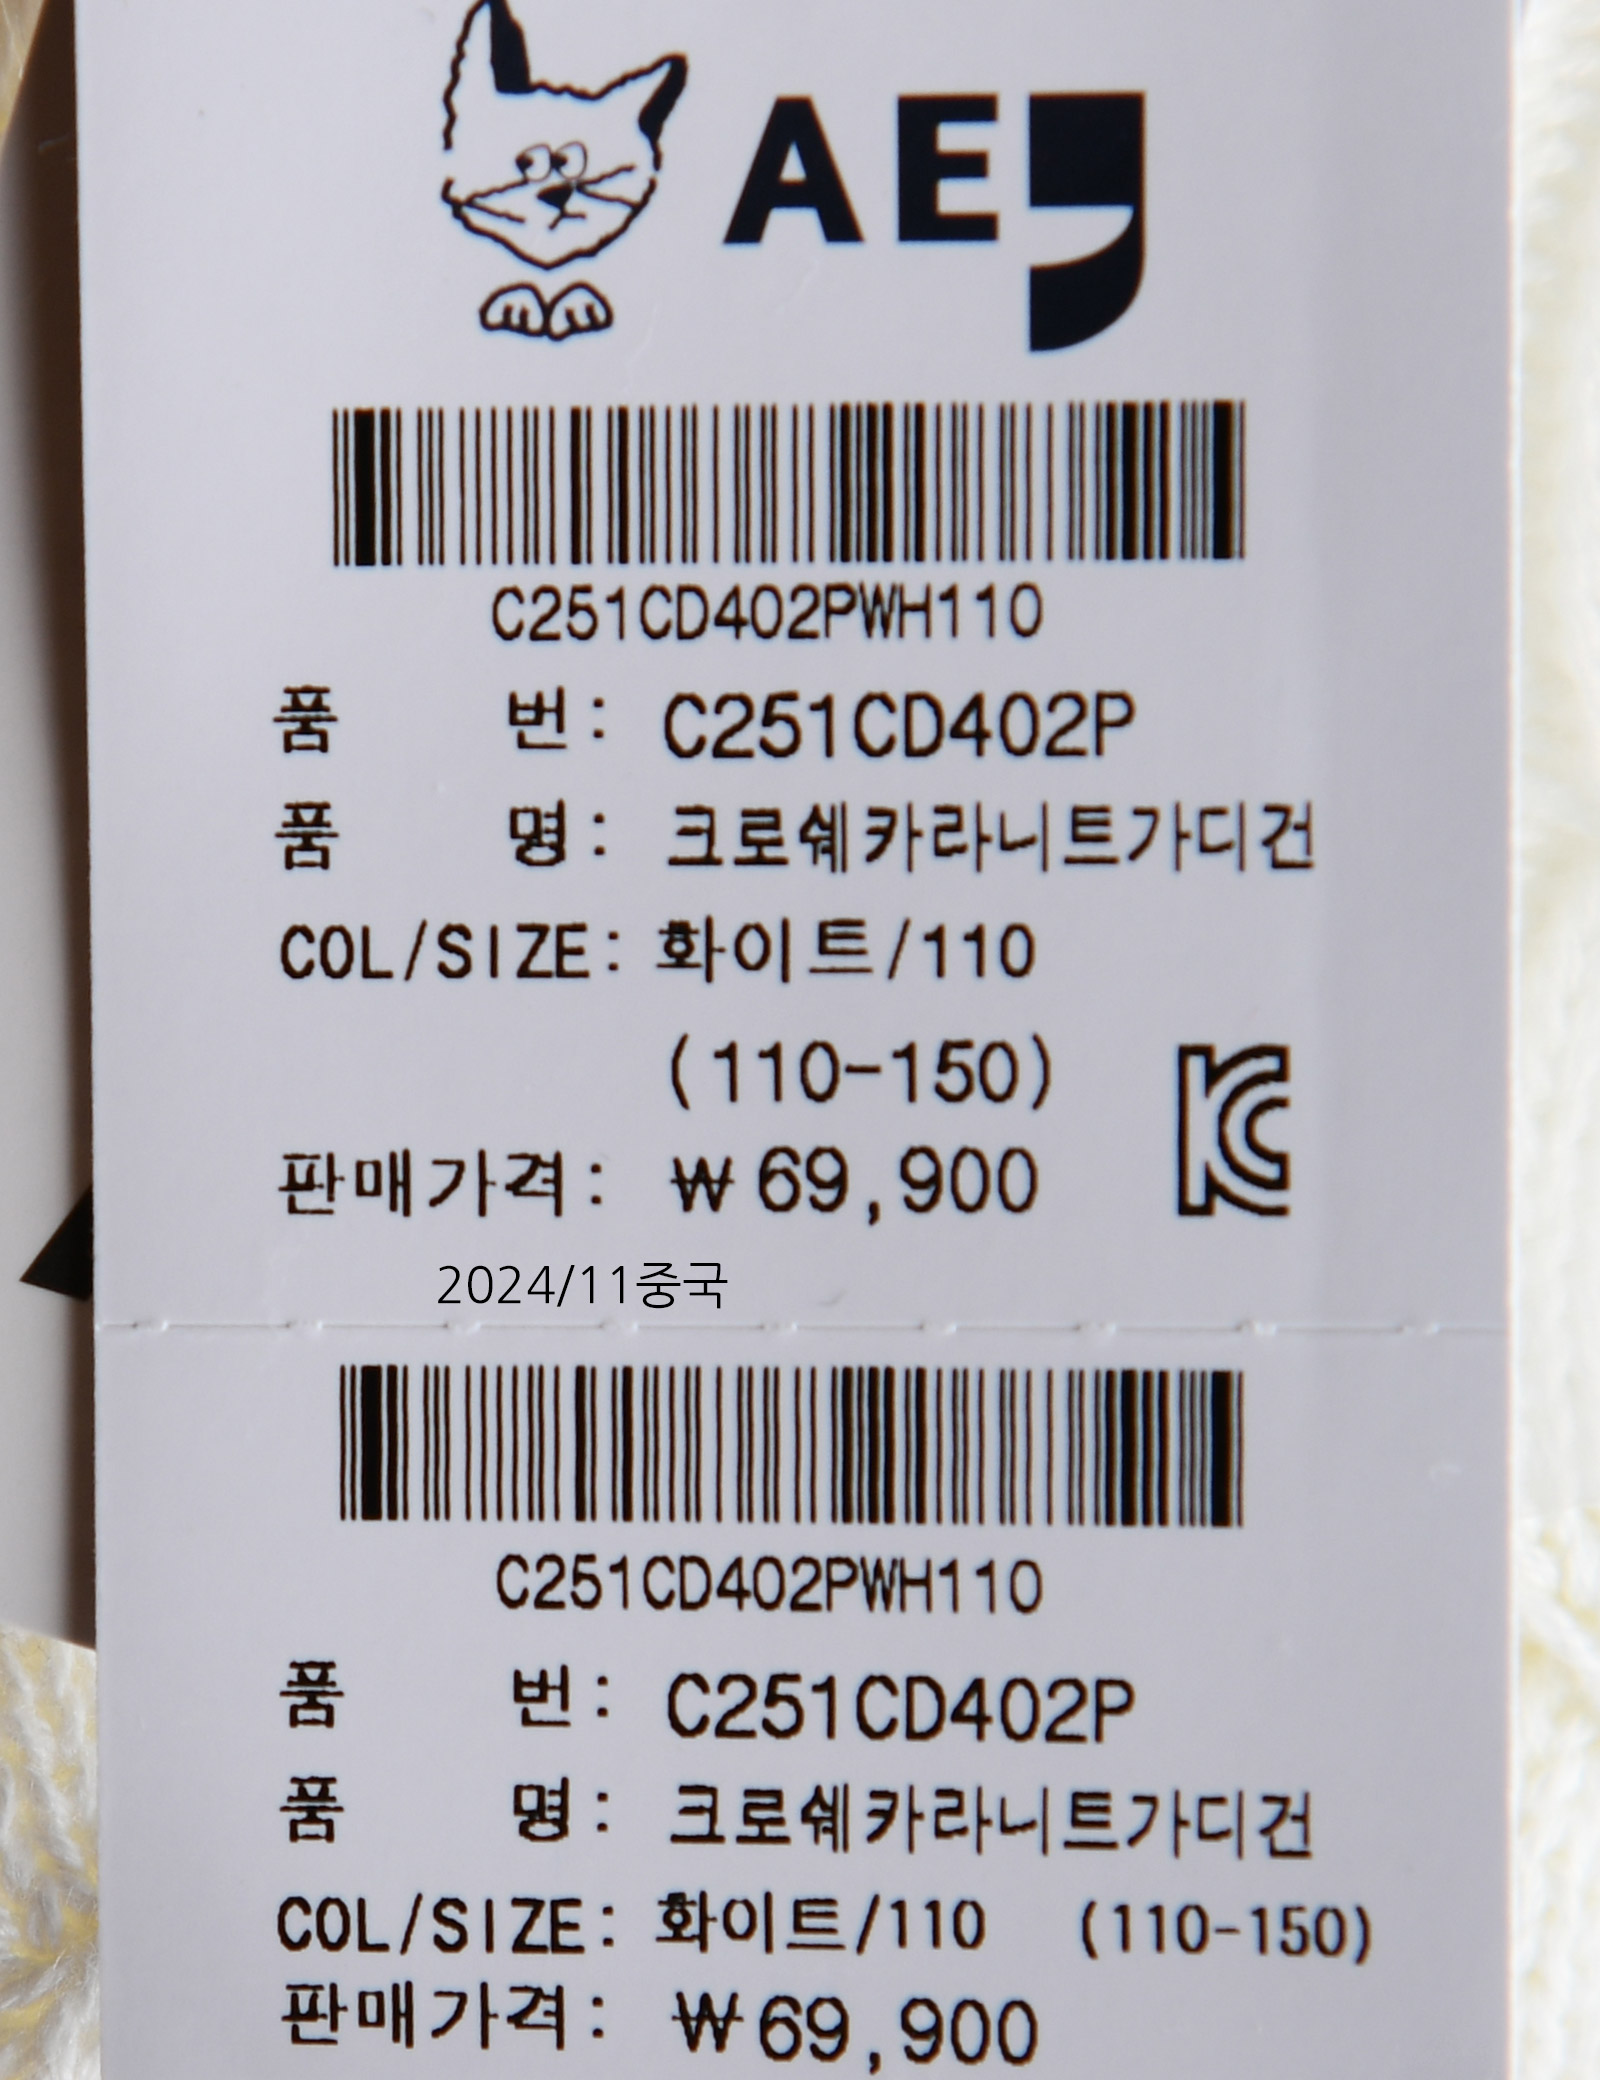 AE
C251CD402PWH110
품 번: C251CD402P
품 명: 크로쉐카라니트가디건
COL/SIZE: 화이트/110
(110-150)
판매가격: ₩69,900
2024/11중국
C251CD402PWH110
품 번: C251CD402P
품 명: 크로쉐카라니트가디건
COL/SIZE: 화이트/110 (110-150)
판매가격: ₩69,900